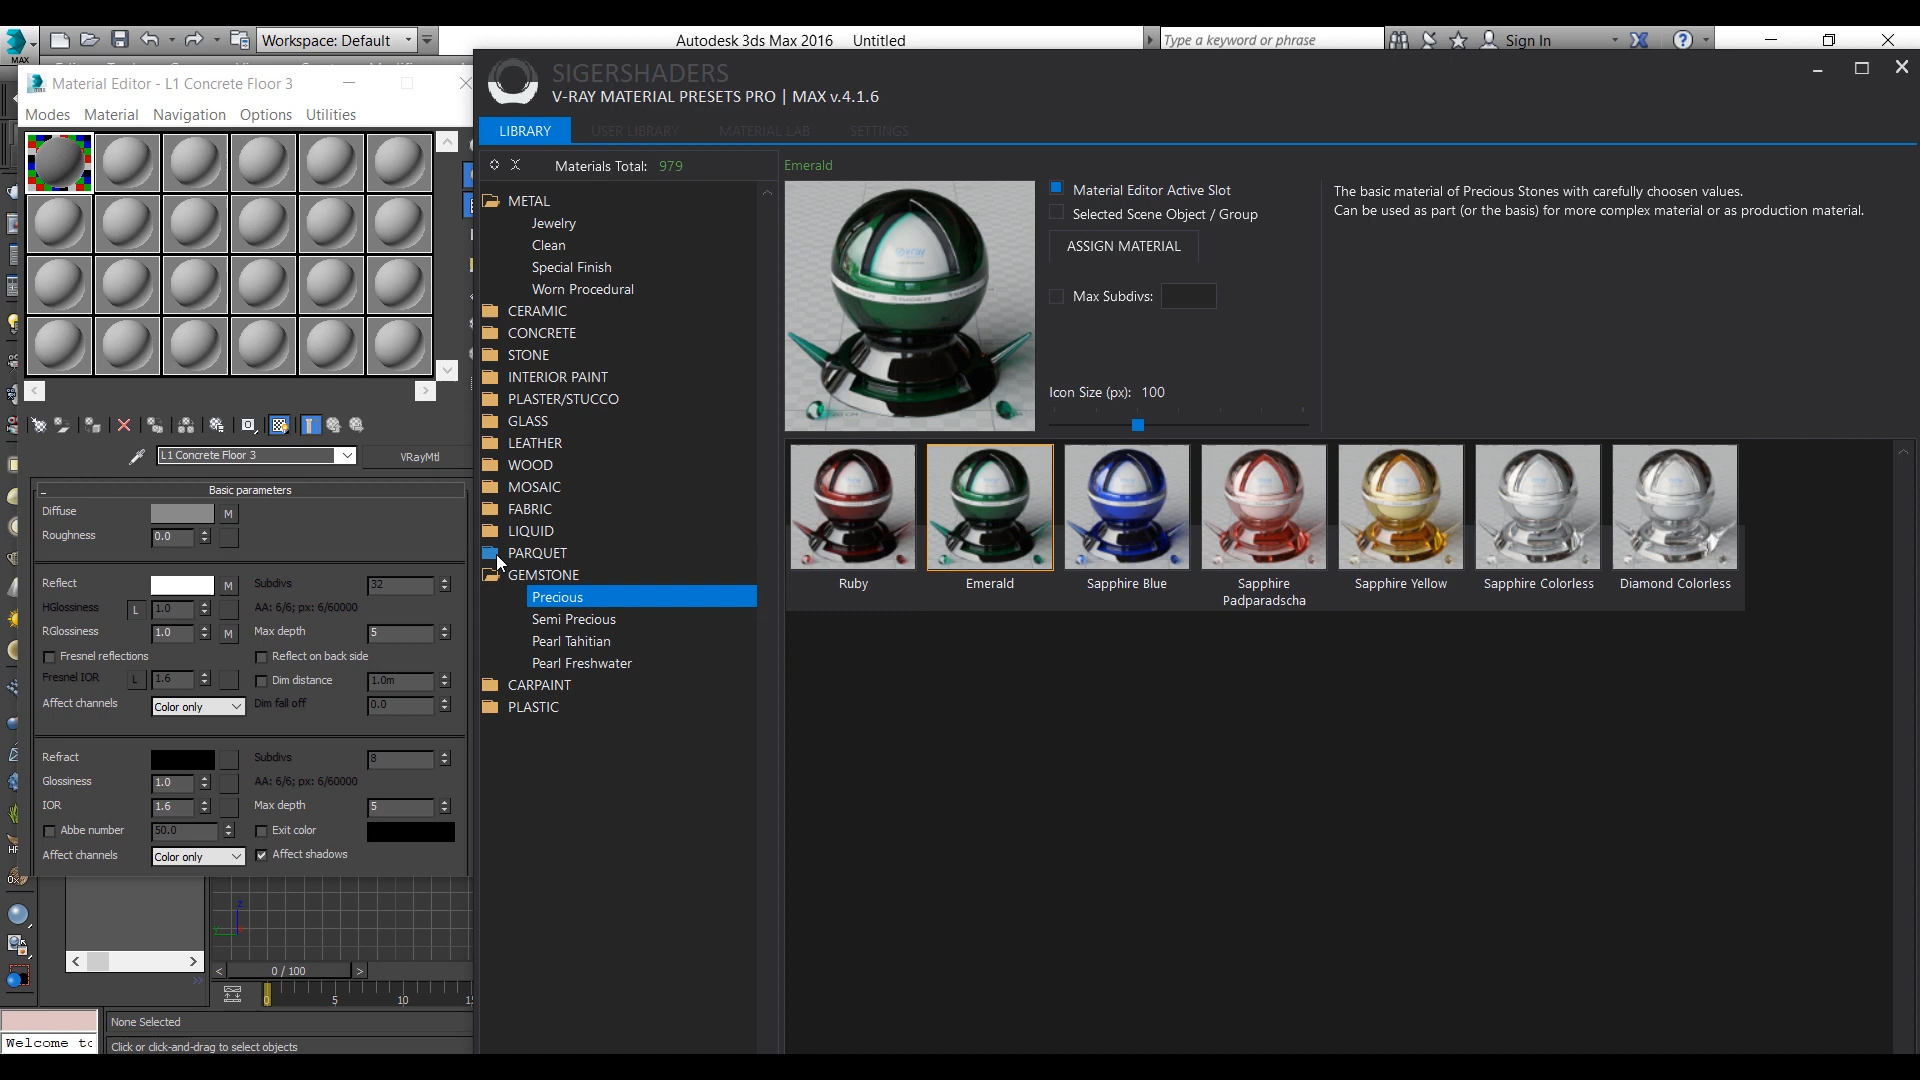 Workspace: Default
Autodesk 3ds Max 2016 Untitled
Type a keyword or phrase
Sign In
MAX
Material Editor - L1 Concrete Floor 3
Modes Material Navigation Options Utilities
L1 Concrete Floor 3
VRayMtl
Basic parameters
Diffuse M
Roughness 0.0
Reflect M Subdivs 32
HGlossiness L 1.0 AA: 6/6; px: 6/60000
RGlossiness 1.0 M Max depth 5
Fresnel reflections Reflect on back side
Fresnel IOR L 1.6 Dim distance 1.0m
Affect channels Color only Dim fall off 0.0
Refract Subdivs 8
Glossiness 1.0 AA: 6/6; px: 6/60000
IOR 1.6 Max depth 5
Abbe number 50.0 Exit color
Affect channels Color only Affect shadows
0 / 100
0 5 10
None Selected
Welcome to
Click or click-and-drag to select objects
SIGERSHADERS
V-RAY MATERIAL PRESETS PRO | MAX v.4.1.6
LIBRARY USER LIBRARY MATERIAL LAB SETTINGS
Materials Total: 979
METAL
Jewelry
Clean
Special Finish
Worn Procedural
CERAMIC
CONCRETE
STONE
INTERIOR PAINT
PLASTER/STUCCO
GLASS
LEATHER
WOOD
MOSAIC
FABRIC
LIQUID
PARQUET
GEMSTONE
Precious
Semi Precious
Pearl Tahitian
Pearl Freshwater
CARPAINT
PLASTIC
Emerald
Material Editor Active Slot
Selected Scene Object / Group
ASSIGN MATERIAL
Max Subdivs:
Icon Size (px): 100
The basic material of Precious Stones with carefully choosen values.
Can be used as part (or the basis) for more complex material or as production material.
Ruby
Emerald
Sapphire Blue
Sapphire
Padparadscha
Sapphire Yellow
Sapphire Colorless
Diamond Colorless